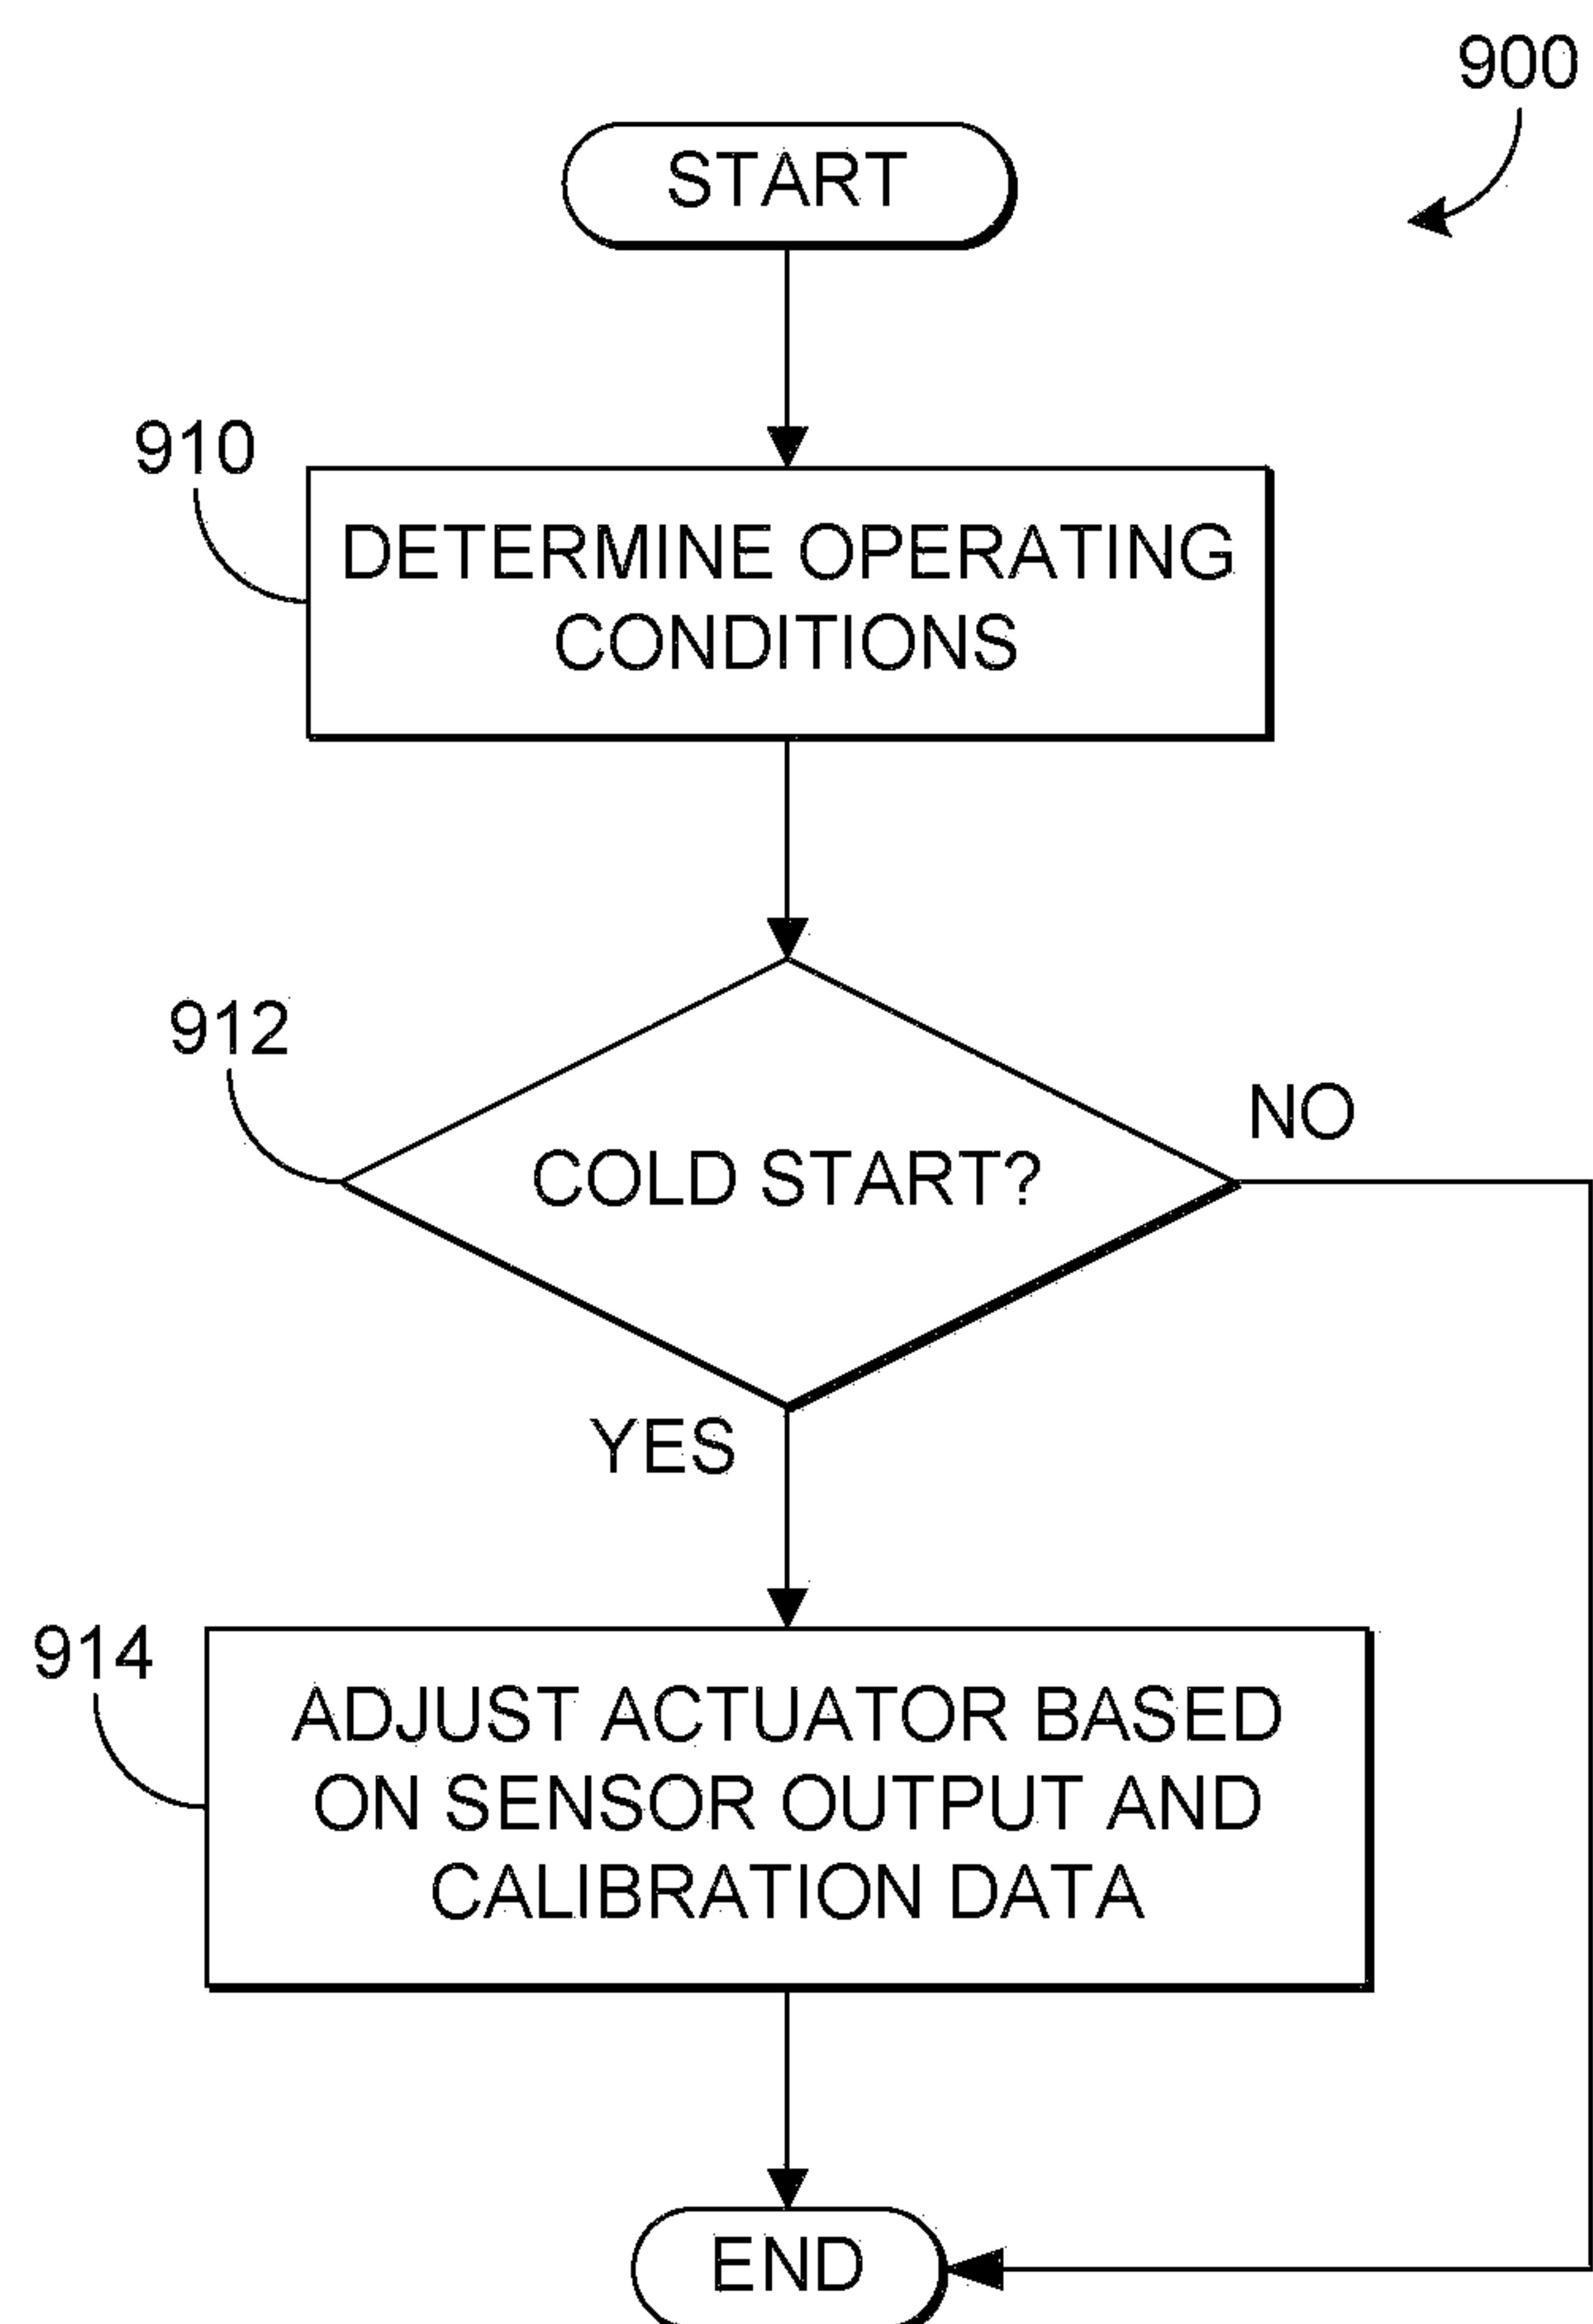 900
START
910
DETERMINE OPERATING
CONDITIONS
912
COLD START?
NO
YES
914
ADJUST ACTUATOR BASED
ON SENSOR OUTPUT AND
CALIBRATION DATA
END